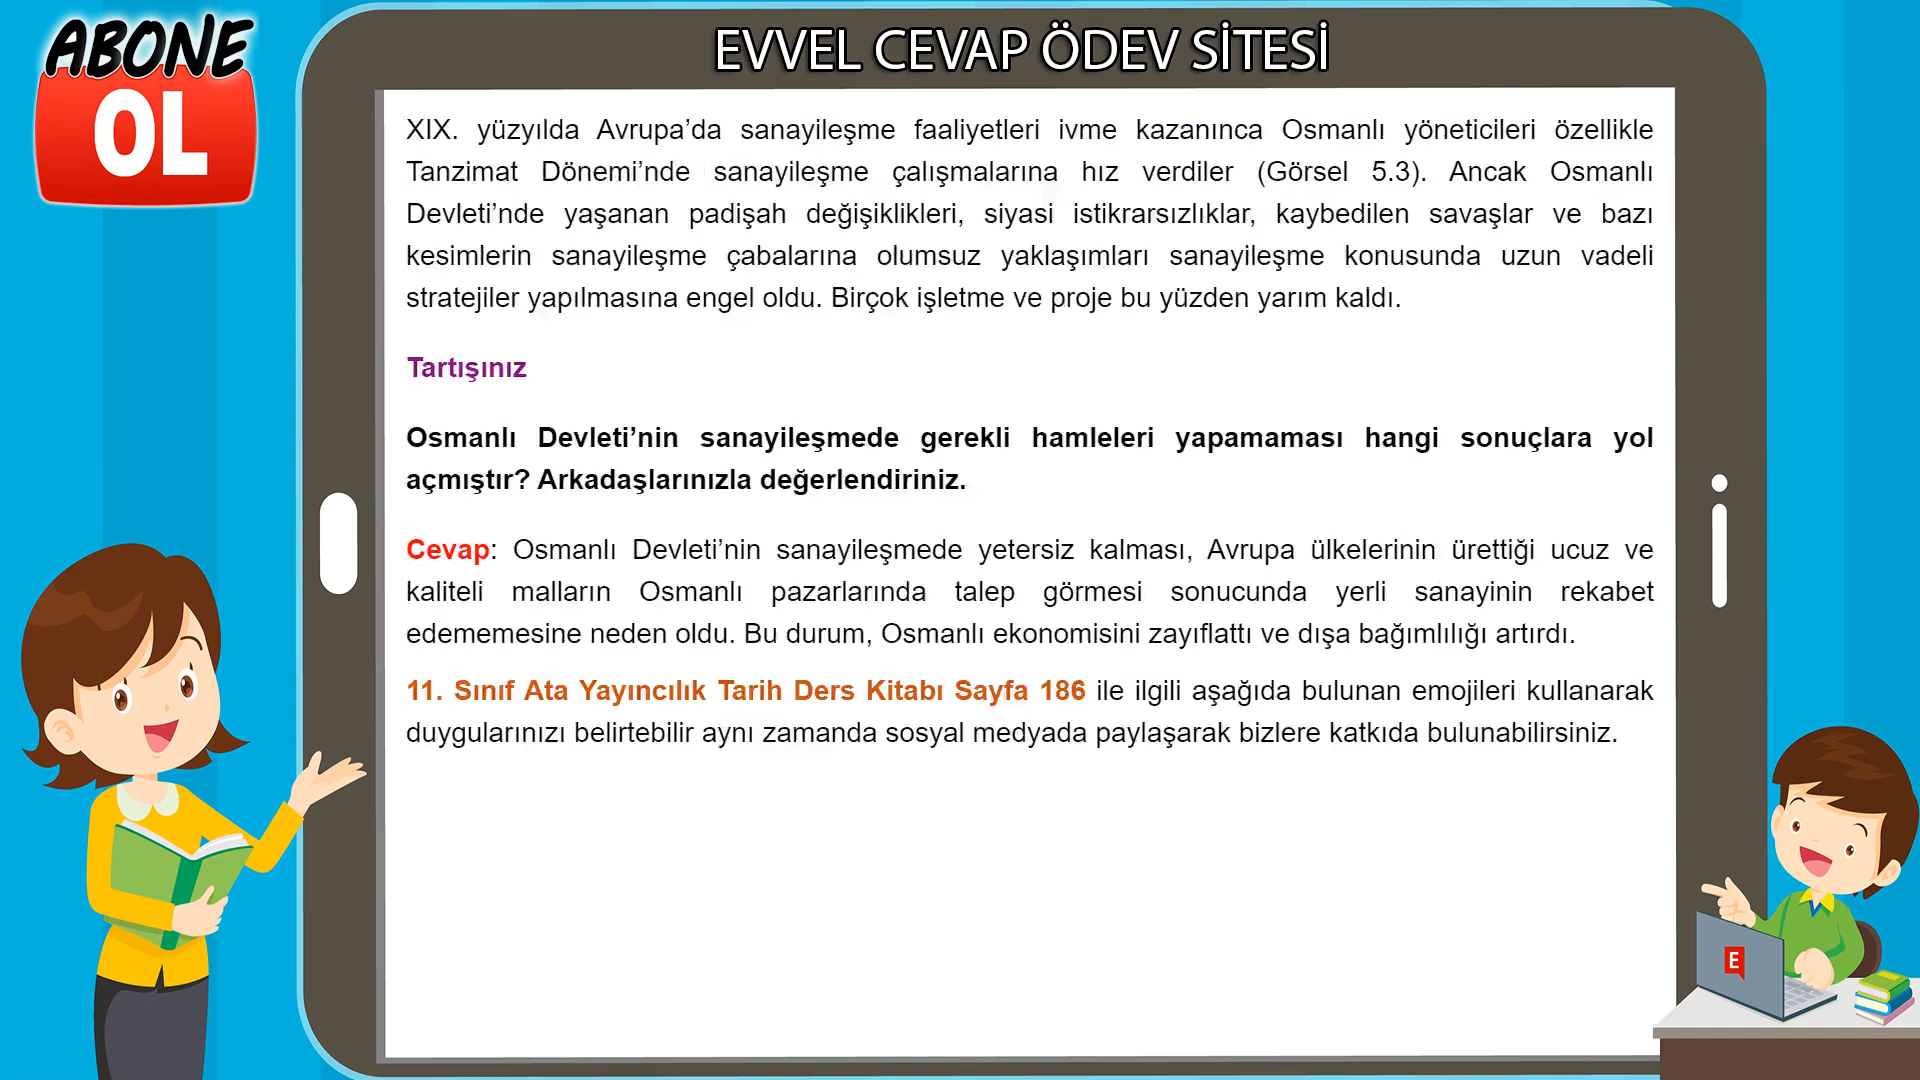 ABONE
OL
EVVEL CEVAP ÖDEV SİTESİ
XIX. yüzyılda Avrupa’da sanayileşme faaliyetleri ivme kazanınca Osmanlı yöneticileri özellikle
Tanzimat Dönemi’nde sanayileşme çalışmalarına hız verdiler (Görsel 5.3). Ancak Osmanlı
Devleti’nde yaşanan padişah değişiklikleri, siyasi istikrarsızlıklar, kaybedilen savaşlar ve bazı
kesimlerin sanayileşme çabalarına olumsuz yaklaşımları sanayileşme konusunda uzun vadeli
stratejiler yapılmasına engel oldu. Birçok işletme ve proje bu yüzden yarım kaldı.
Tartışınız
Osmanlı Devleti’nin sanayileşmede gerekli hamleleri yapamaması hangi sonuçlara yol
açmıştır? Arkadaşlarınızla değerlendiriniz.
Cevap: Osmanlı Devleti’nin sanayileşmede yetersiz kalması, Avrupa ülkelerinin ürettiği ucuz ve
kaliteli malların Osmanlı pazarlarında talep görmesi sonucunda yerli sanayinin rekabet
edememesine neden oldu. Bu durum, Osmanlı ekonomisini zayıflattı ve dışa bağımlılığı artırdı.
11. Sınıf Ata Yayıncılık Tarih Ders Kitabı Sayfa 186 ile ilgili aşağıda bulunan emojileri kullanarak
duygularınızı belirtebilir aynı zamanda sosyal medyada paylaşarak bizlere katkıda bulunabilirsiniz.
E